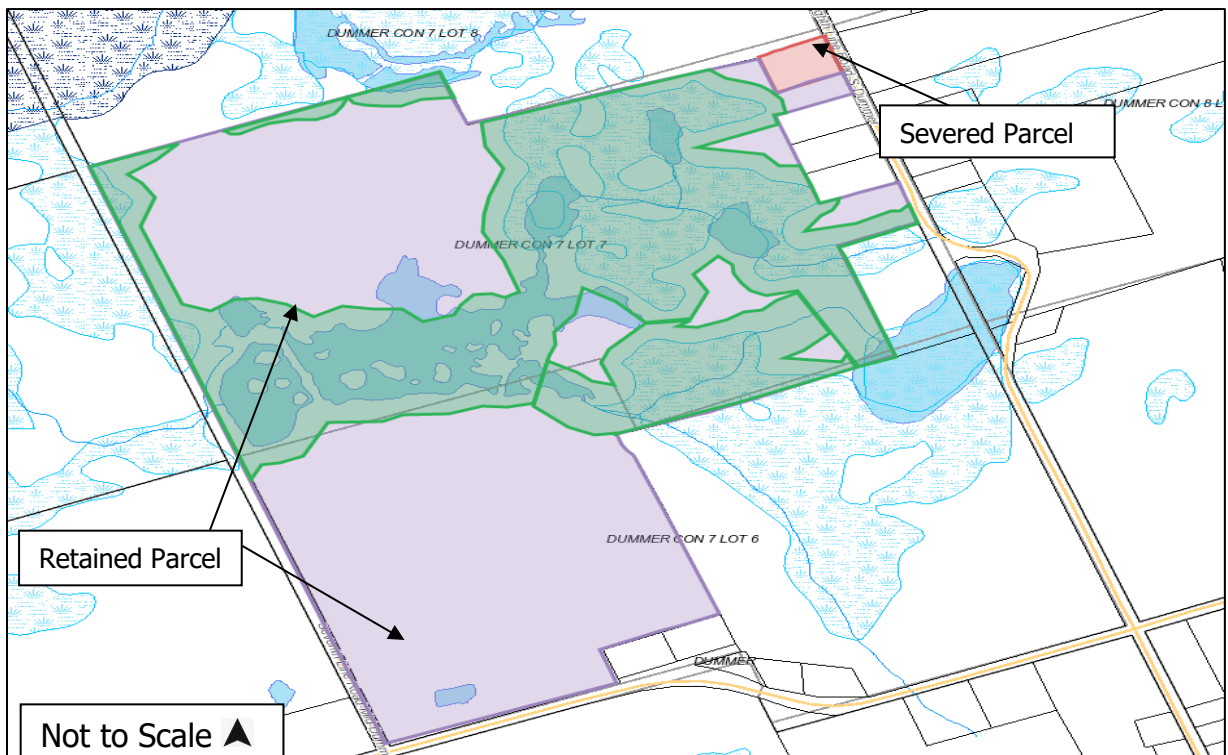 DUMMER CON 7 LOT 8
DUMMER CON 8 L
Severed Parcel
DUMMER CON 7 LOT 7
Retained Parcel
DUMMER CON 7 LOT 6
DUMMER
Not to Scale